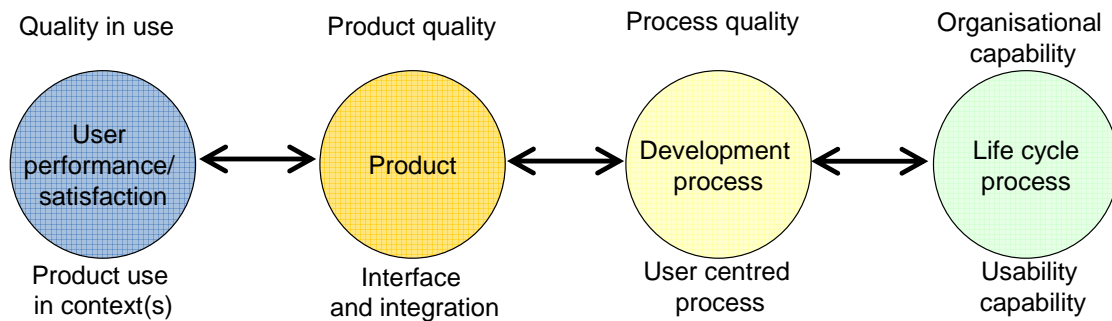 Quality in use
Product quality
Process quality
Organisational
capability
User
performance/
satisfaction
Product
Development
process
Life cycle
process
Product use
in context(s)
Interface
and integration
User centred
process
Usability
capability